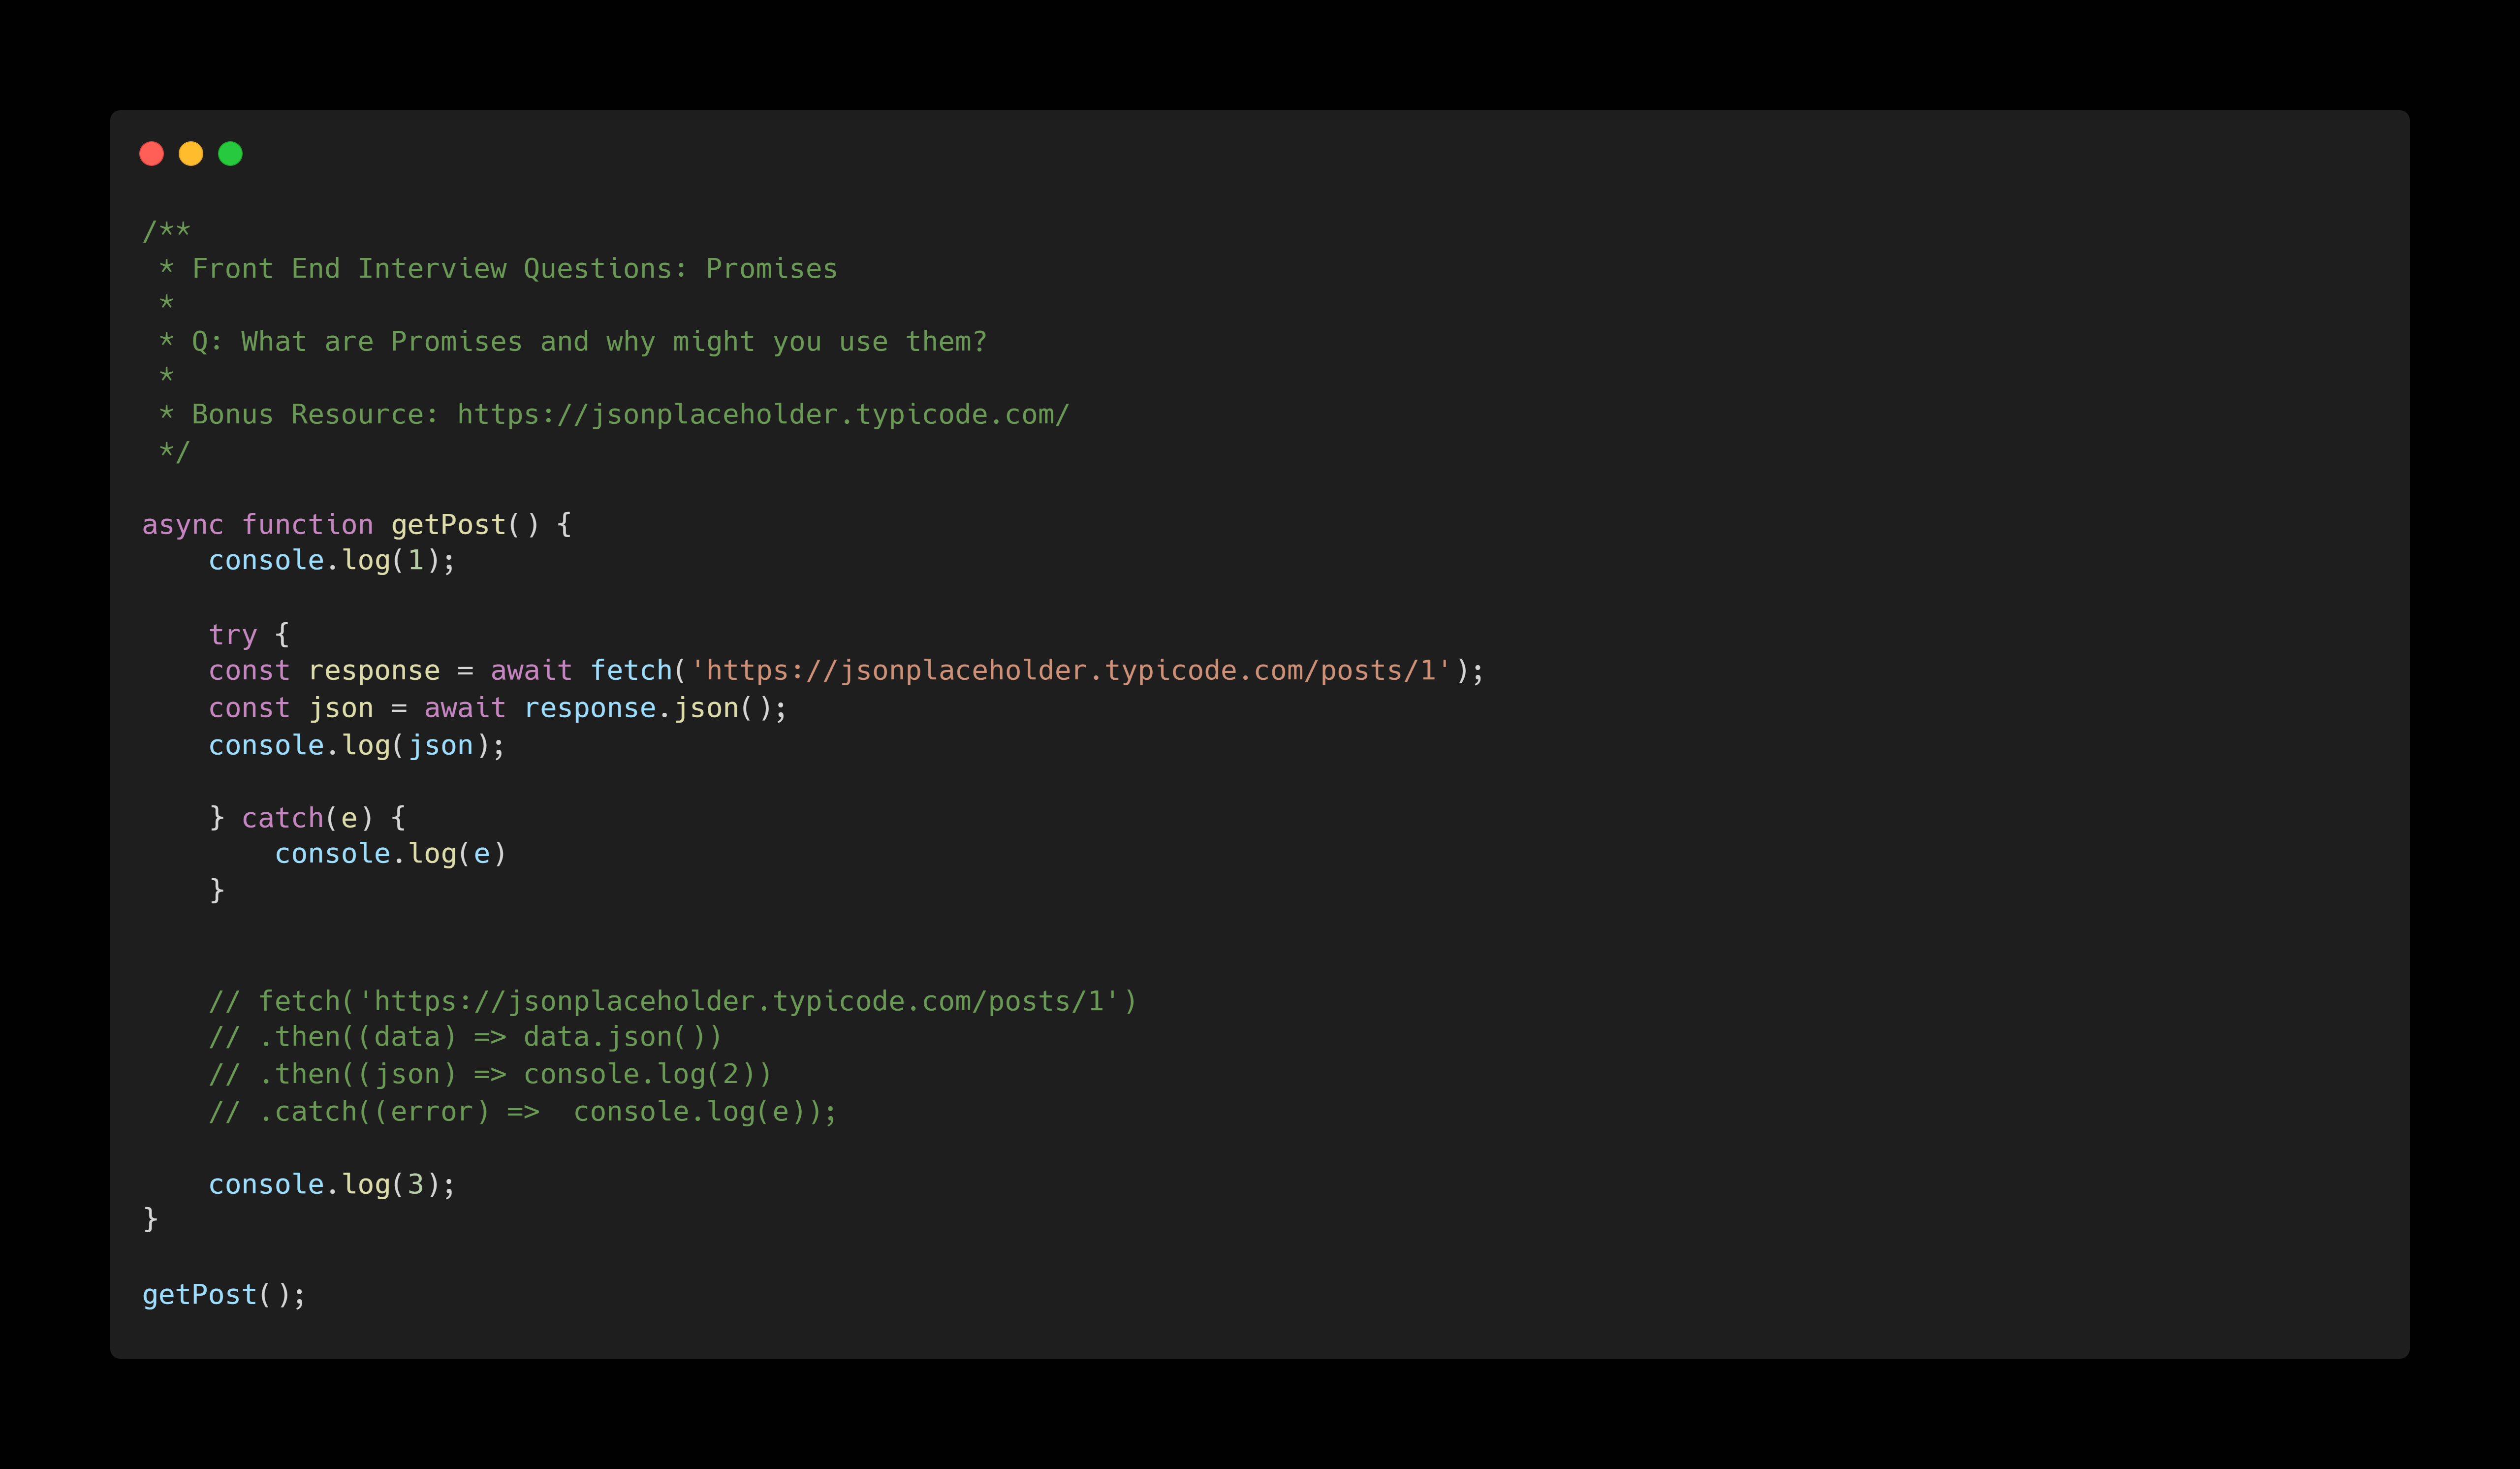 /**
 * Front End Interview Questions: Promises
 *
 * Q: What are Promises and why might you use them?
 *
 * Bonus Resource: https://jsonplaceholder.typicode.com/
 */

async function getPost() {
    console.log(1);

    try {
    const response = await fetch('https://jsonplaceholder.typicode.com/posts/1');
    const json = await response.json();
    console.log(json);

    } catch(e) {
        console.log(e)
    }


    // fetch('https://jsonplaceholder.typicode.com/posts/1')
    // .then((data) => data.json())
    // .then((json) => console.log(2))
    // .catch((error) =>  console.log(e));

    console.log(3);
}

getPost();